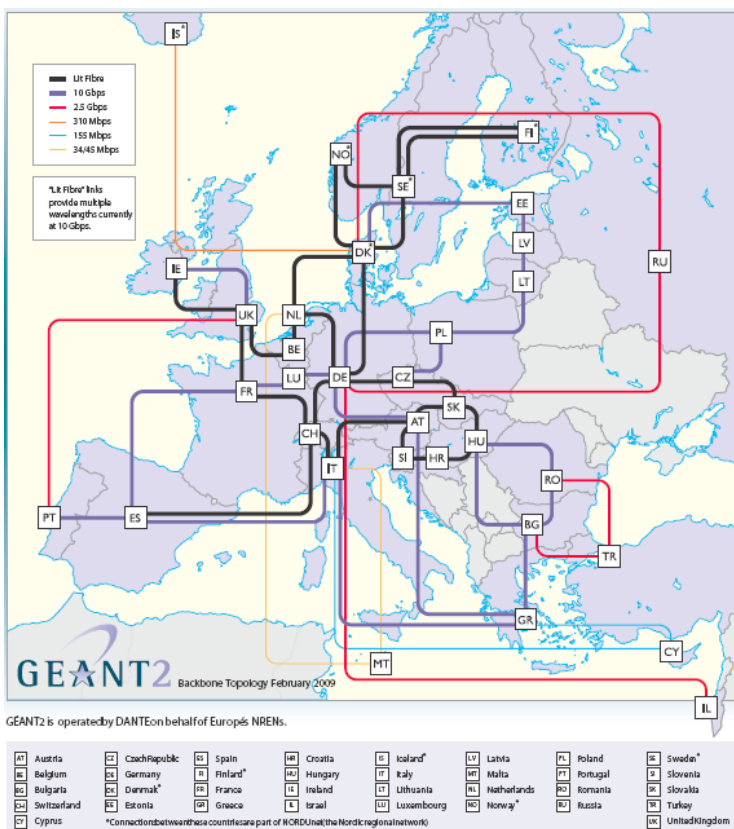 IS*
Lit Fibre
10 Gbps
2.5 Gbps
310 Mbps
155 Mbps
34/45 Mbps
"Lit Fibre" links
provide multiple
wavelengths currently
at 10 Gbps.
FI*
NO*
SE*
EE
DK*
LV
RU
IE
LT
UK
NL
PL
BE
LU
DE
CZ
FR
SK
AT
CH
HU
SI
HR
IT
RO
PT
ES
BG
TR
GR
CY
MT
GÉANT2 Backbone Topology February 2009
IL
GÉANT2 is operated by DANTE on behalf of Europe's NRENs.
AT Austria
BE Belgium
BG Bulgaria
CH Switzerland
CY Cyprus
CZ Czech Republic
DE Germany
DK Denmark*
EE Estonia
ES Spain
FI Finland*
FR France
GR Greece
HR Croatia
HU Hungary
IE Ireland
IL Israel
IS Iceland*
IT Italy
LT Lithuania
LU Luxembourg
LV Latvia
MT Malta
NL Netherlands
NO Norway*
PL Poland
PT Portugal
RO Romania
RU Russia
SE Sweden*
SI Slovenia
SK Slovakia
TR Turkey
UK United Kingdom
*Connections between these countries are part of NORDUnet (the Nordic regional network)